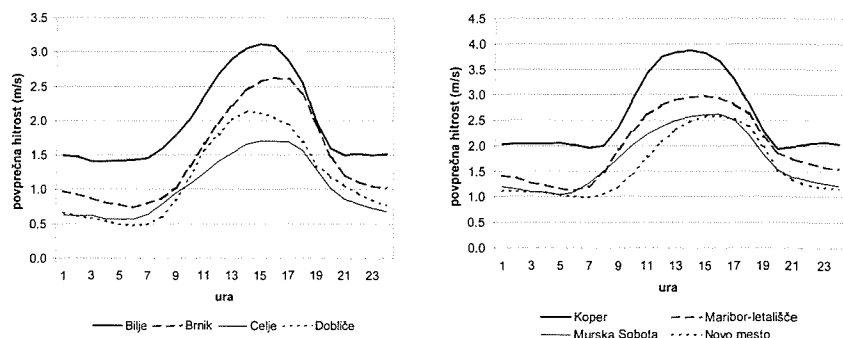 povprečna hitrost (m/s)
3.5
3.0
2.5
2.0
1.5
1.0
0.5
0.0
1 3 5 7 9 11 13 15 17 19 21 23
ura
Bilje Brnik Celje Dobliče
povprečna hitrost (m/s)
4.5
4.0
3.5
3.0
2.5
2.0
1.5
1.0
0.5
0.0
1 3 5 7 9 11 13 15 17 19 21 23
ura
Koper Maribor-letališče
Murska Sobota Novo mesto